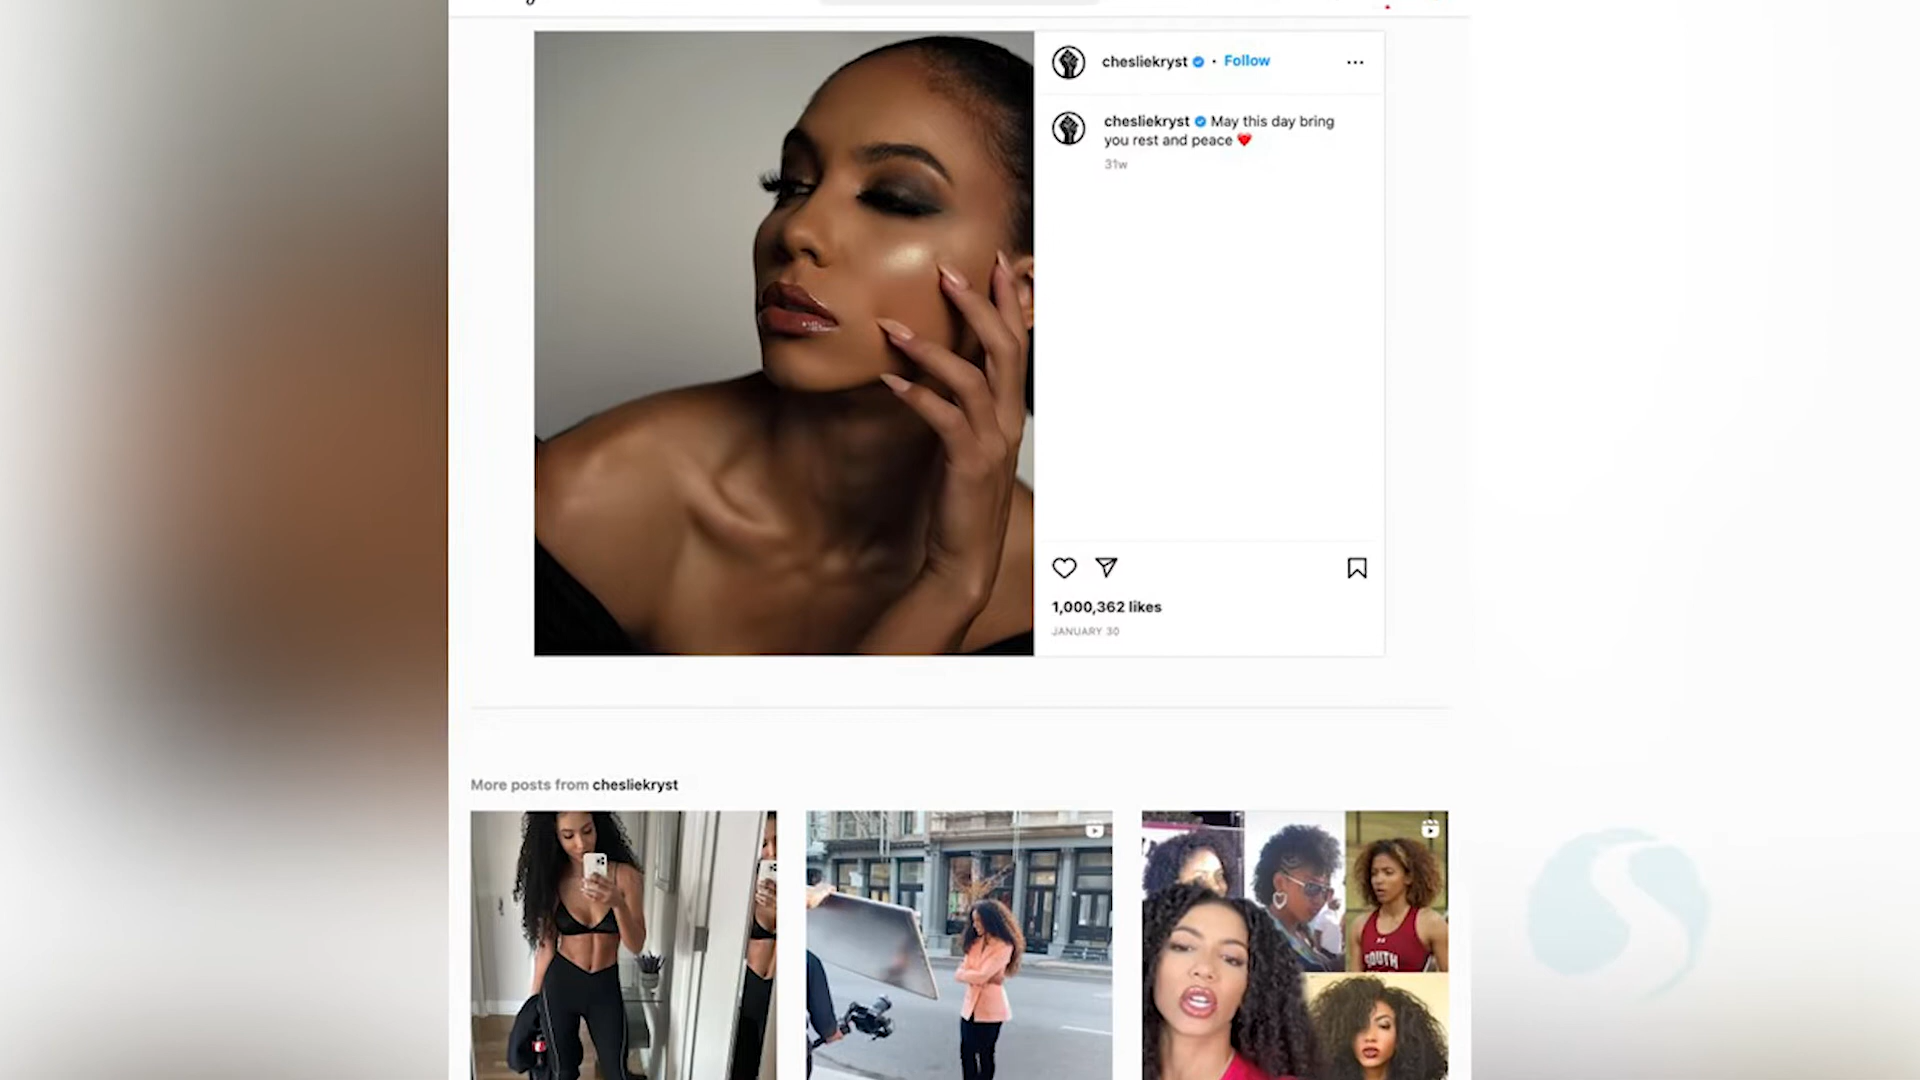 chesliekryst • Follow
chesliekryst May this day bring
you rest and peace ❤️
31w
1,000,362 likes
JANUARY 30
More posts from chesliekryst
SOUTH